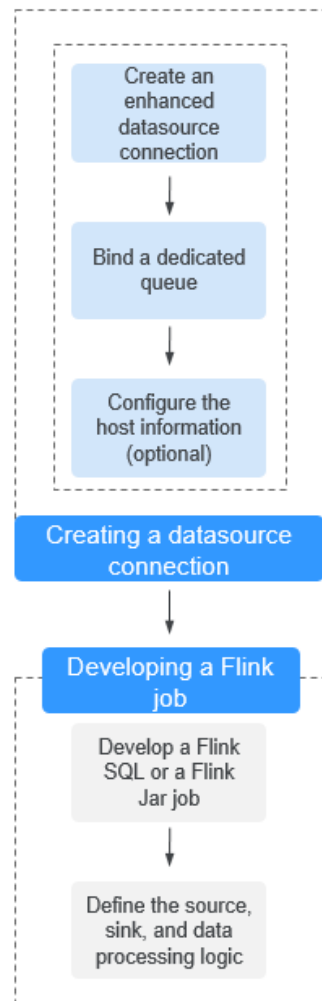 Create an
enhanced
datasource
connection
Bind a dedicated
queue
Configure the
host information
(optional)
Creating a datasource
connection
Developing a Flink
job
Develop a Flink
SQL or a Flink
Jar job
Define the source,
sink, and data
processing logic